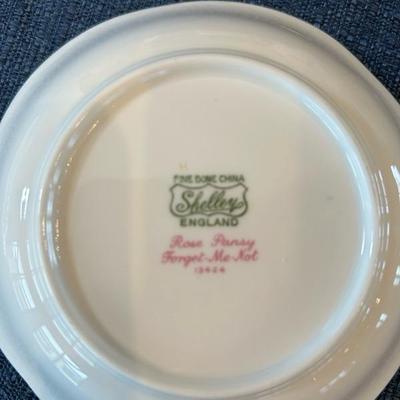 FINE BONE CHINA
Shelley
ENGLAND
Rose Pansy
Forget-Me-Not
13424